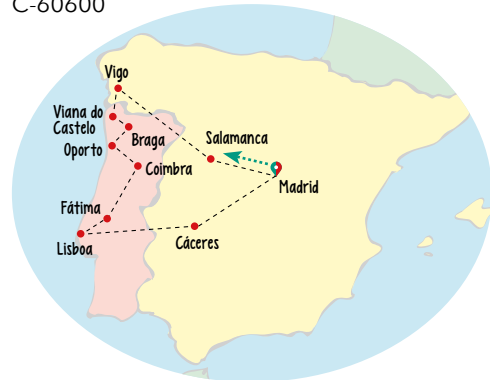 C-60600
Vigo
Viana do
Castelo
Braga
Oporto
Salamanca
Coimbra
Madrid
Fátima
Lisboa
Cáceres